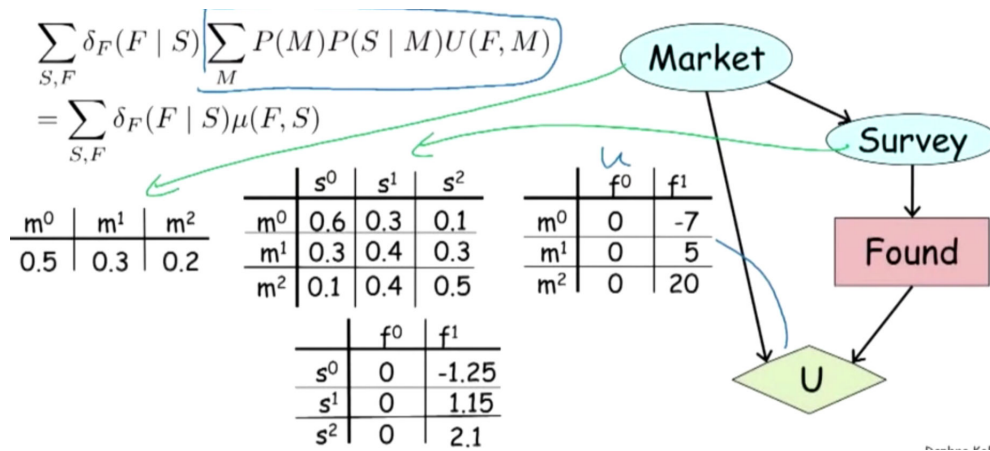 ∑ δ_F(F | S) ∑ P(M)P(S | M)U(F, M)
S,F M
= ∑ δ_F(F | S)μ(F, S)
S,F
Market
Survey
Found
U
m⁰ m¹ m²
0.5 0.3 0.2
s⁰ s¹ s²
m⁰ 0.6 0.3 0.1
m¹ 0.3 0.4 0.3
m² 0.1 0.4 0.5
u
f⁰ f¹
m⁰ 0 -7
m¹ 0 5
m² 0 20
f⁰ f¹
s⁰ 0 -1.25
s¹ 0 1.15
s² 0 2.1